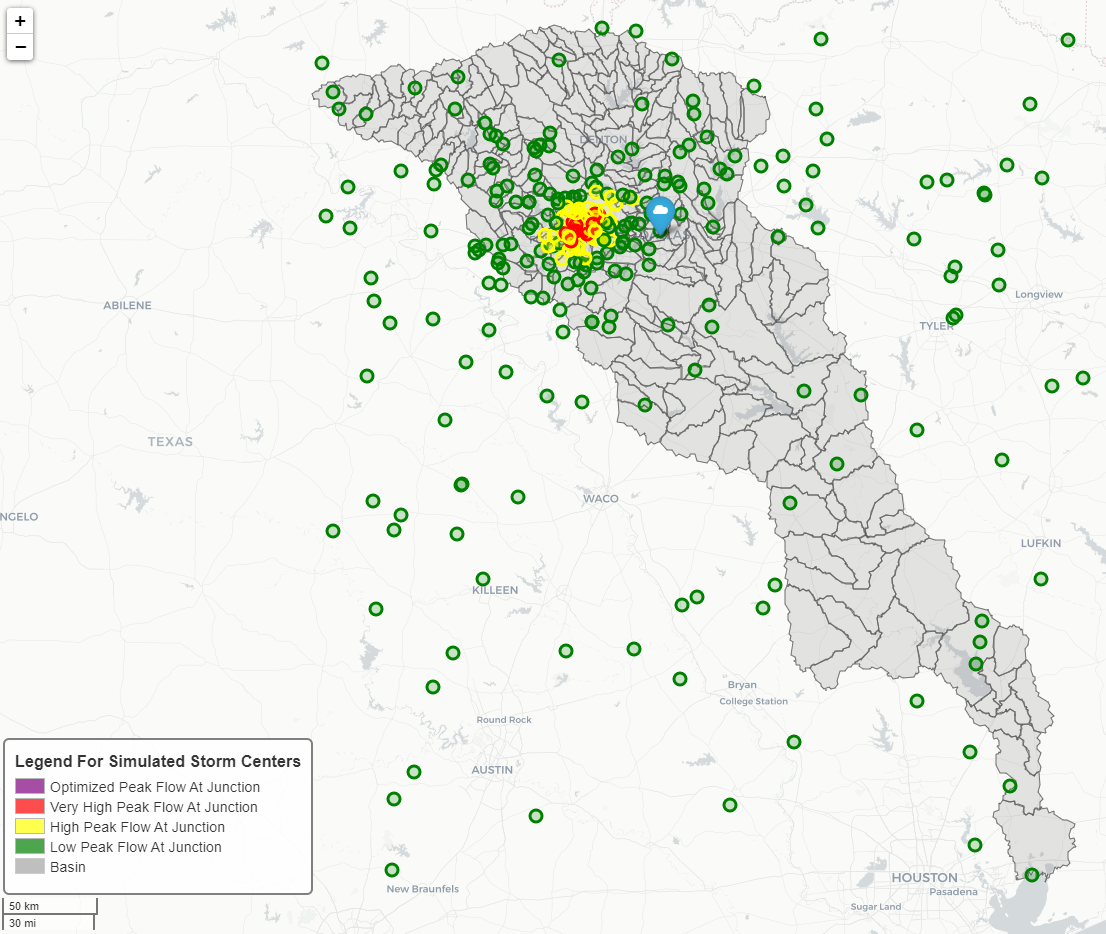 +
−
DENTON
ABILENE
Longview
TYLER
TEXAS
WACO
NGELO
LUFKIN
KILLEEN
Bryan
College Station
Round Rock
AUSTIN
Legend For Simulated Storm Centers
Optimized Peak Flow At Junction
Very High Peak Flow At Junction
High Peak Flow At Junction
Low Peak Flow At Junction
Basin
HOUSTON
New Braunfels
Pasadena
Sugar Land
50 km
30 mi